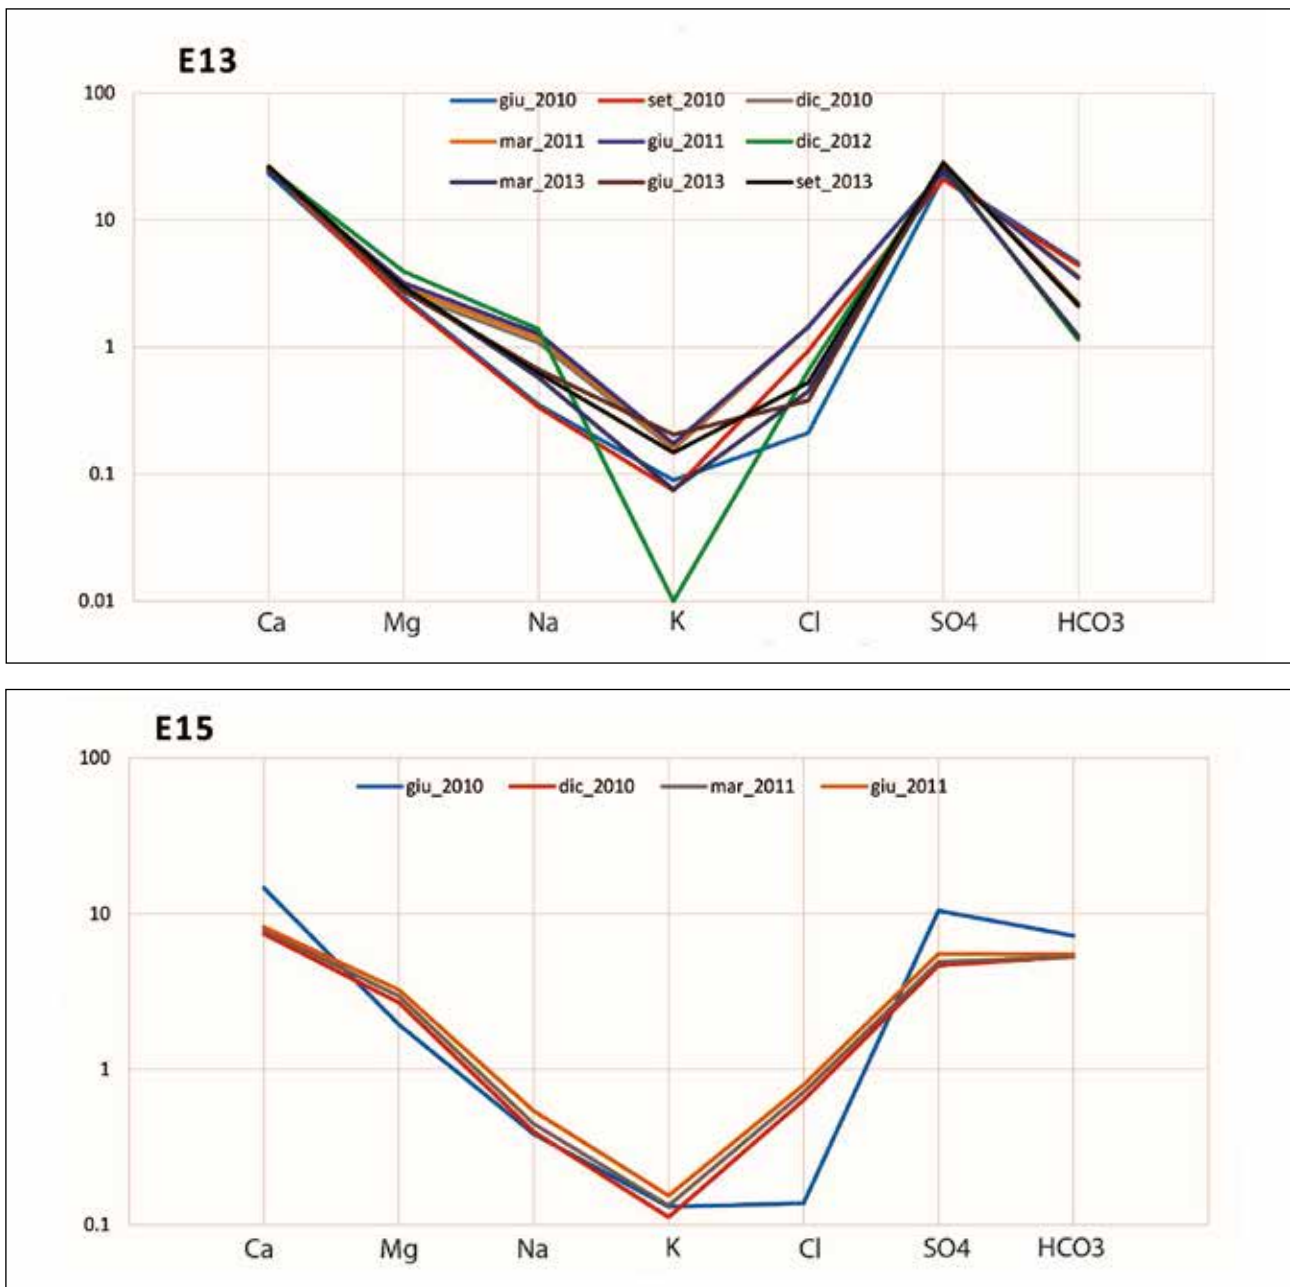 E13
100
giu_2010 set_2010 dic_2010
mar_2011 giu_2011 dic_2012
mar_2013 giu_2013 set_2013
10
1
0.1
0.01
Ca Mg Na K Cl SO4 HCO3
E15
100
giu_2010 dic_2010 mar_2011 giu_2011
10
1
0.1
Ca Mg Na K Cl SO4 HCO3